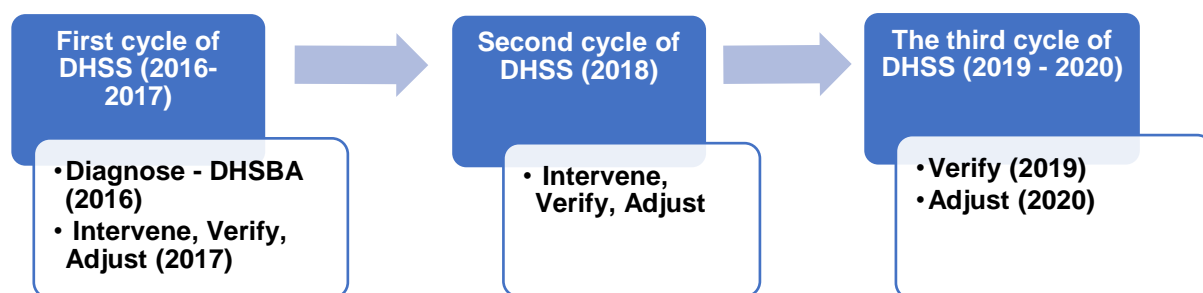 First cycle of
DHSS (2016-
2017)
•Diagnose - DHSBA
(2016)
• Intervene, Verify,
Adjust (2017)
Second cycle of
DHSS (2018)
• Intervene,
Verify, Adjust
The third cycle of
DHSS (2019 - 2020)
•Verify (2019)
•Adjust (2020)